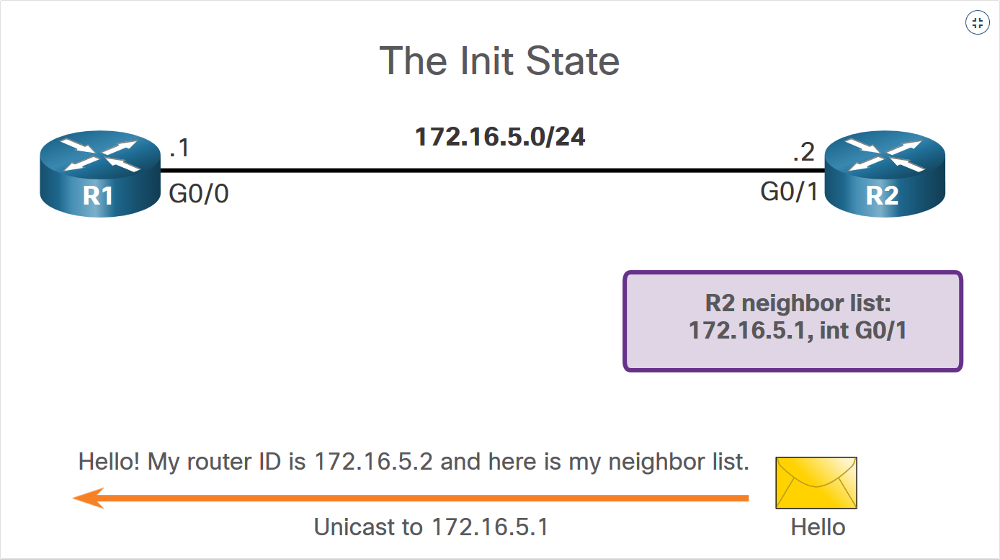 The Init State
172.16.5.0/24
.1
.2
R1
G0/0
G0/1
R2
R2 neighbor list:
172.16.5.1, int G0/1
Hello! My router ID is 172.16.5.2 and here is my neighbor list.
Unicast to 172.16.5.1
Hello